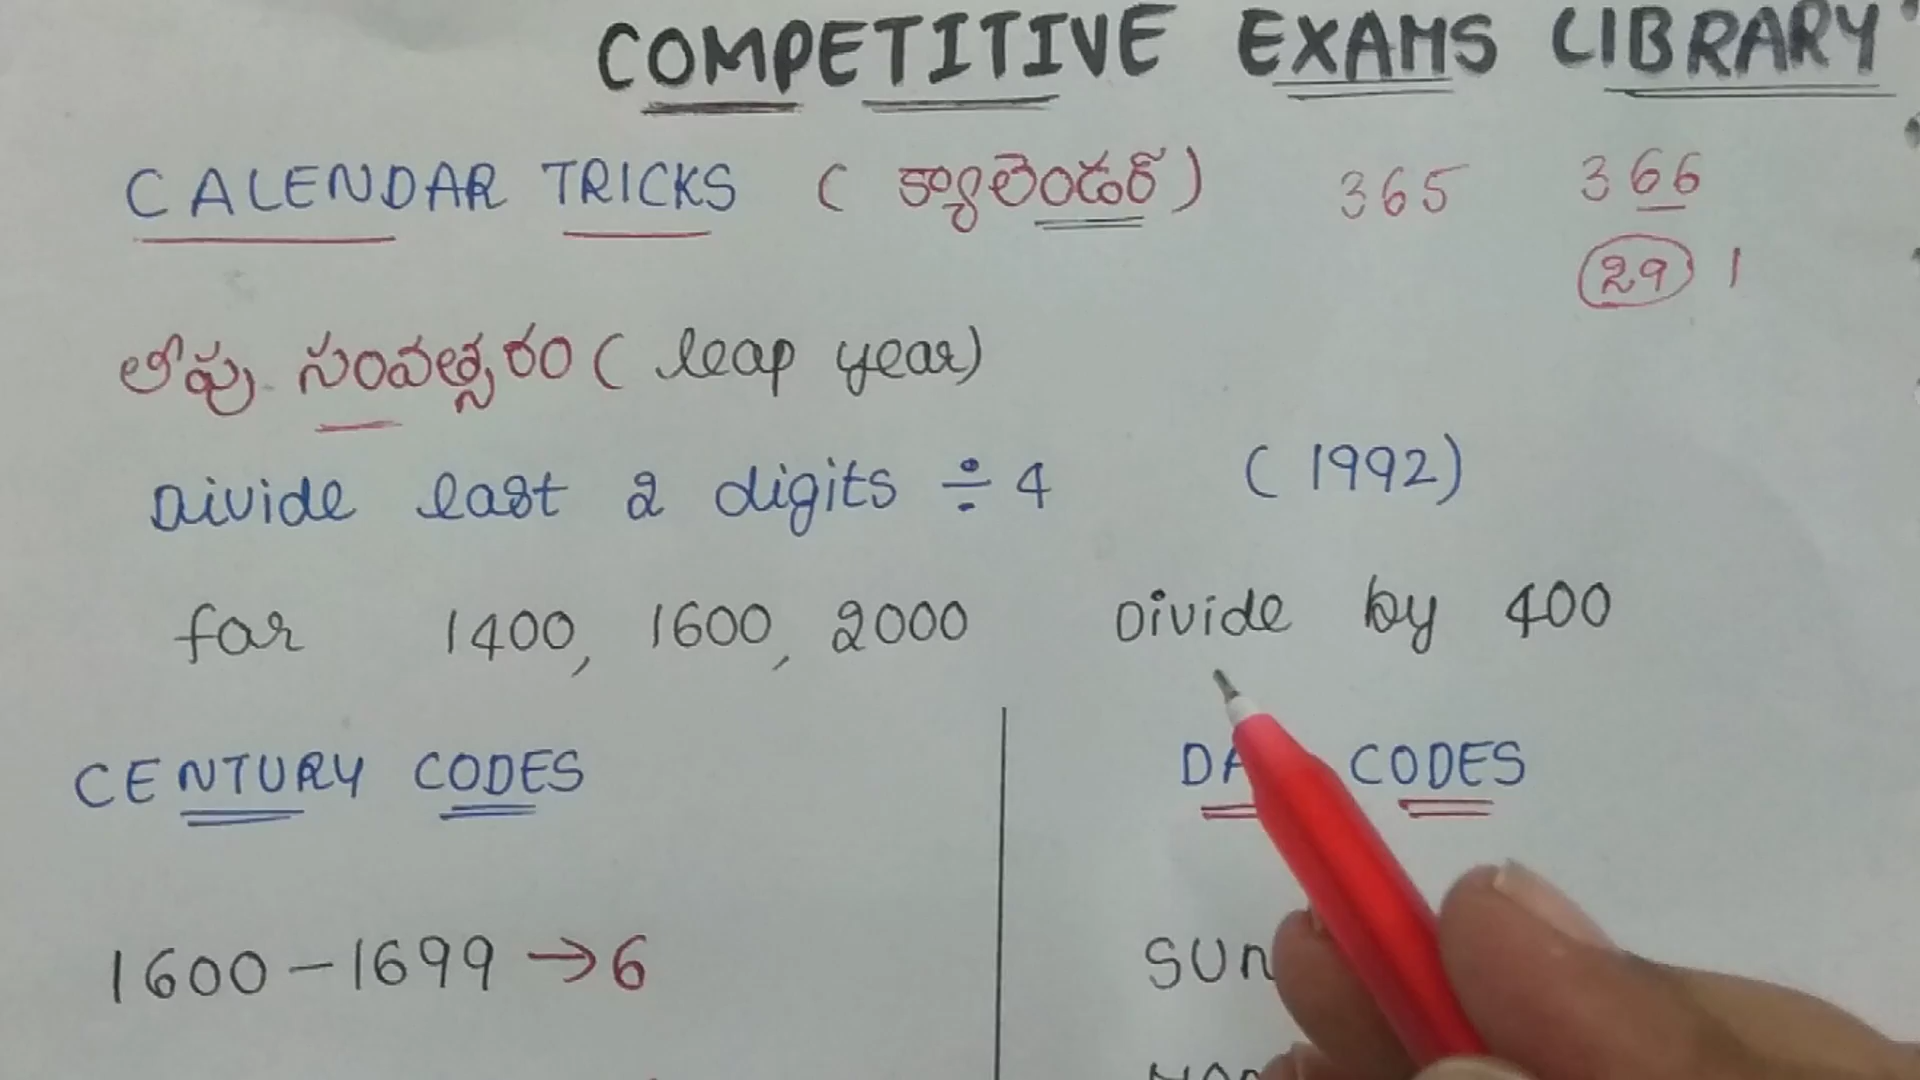 COMPETITIVE EXAMS LIBRARY
CALENDAR TRICKS ( క్యాలెండర్ ) 365 366
29 1
లీపు సంవత్సరం ( leap year)
Divide last 2 digits ÷ 4 ( 1992)
for 1400, 1600, 2000 Divide by 400
CENTURY CODES
CODES
1600 - 1699 → 6
SUN